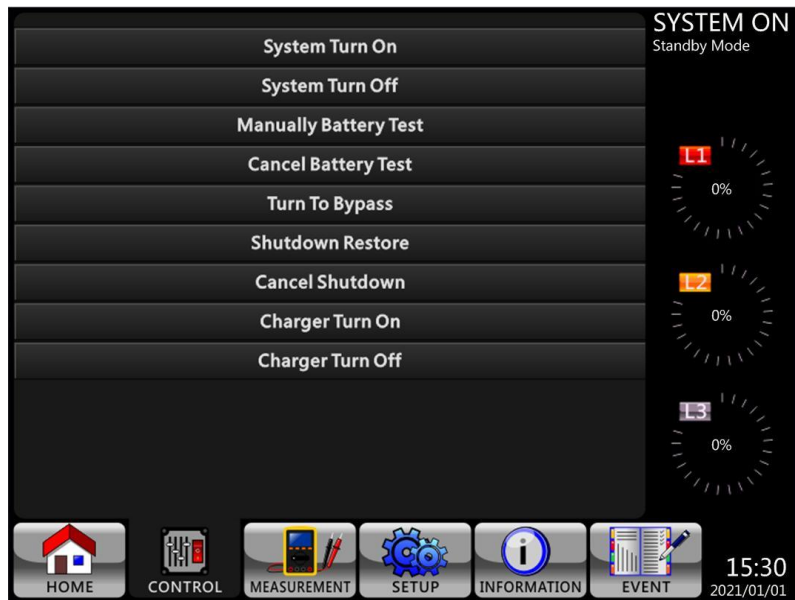 SYSTEM ON
Standby Mode
System Turn On
System Turn Off
Manually Battery Test
Cancel Battery Test
Turn To Bypass
Shutdown Restore
Cancel Shutdown
Charger Turn On
Charger Turn Off
L1
0%
L2
0%
L3
0%
HOME
CONTROL
MEASUREMENT
SETUP
INFORMATION
EVENT
15:30
2021/01/01